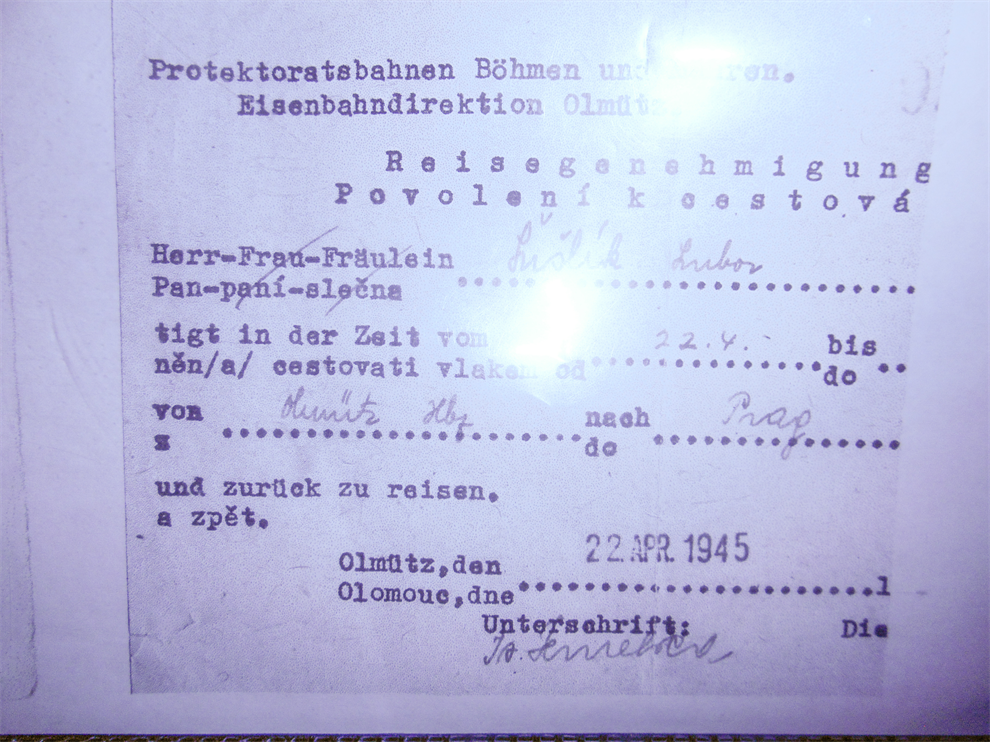 Protektoratsbahnen Böhmen und
Eisenbahndirektion Olmütz
Reisegenehmigung
Povolení k cestová
Herr-Frau-Fräulein Lubor
Pan-paní-slečna
tigt in der Zeit vom 22.4. bis
něn/a/ cestovati vlakem od do
von Olmütz Hbf nach Prag
z do
und zurück zu reisen.
a zpět.
Olmütz,den 22.APR.1945
Olomouc,dne 1
Unterschrift: Die